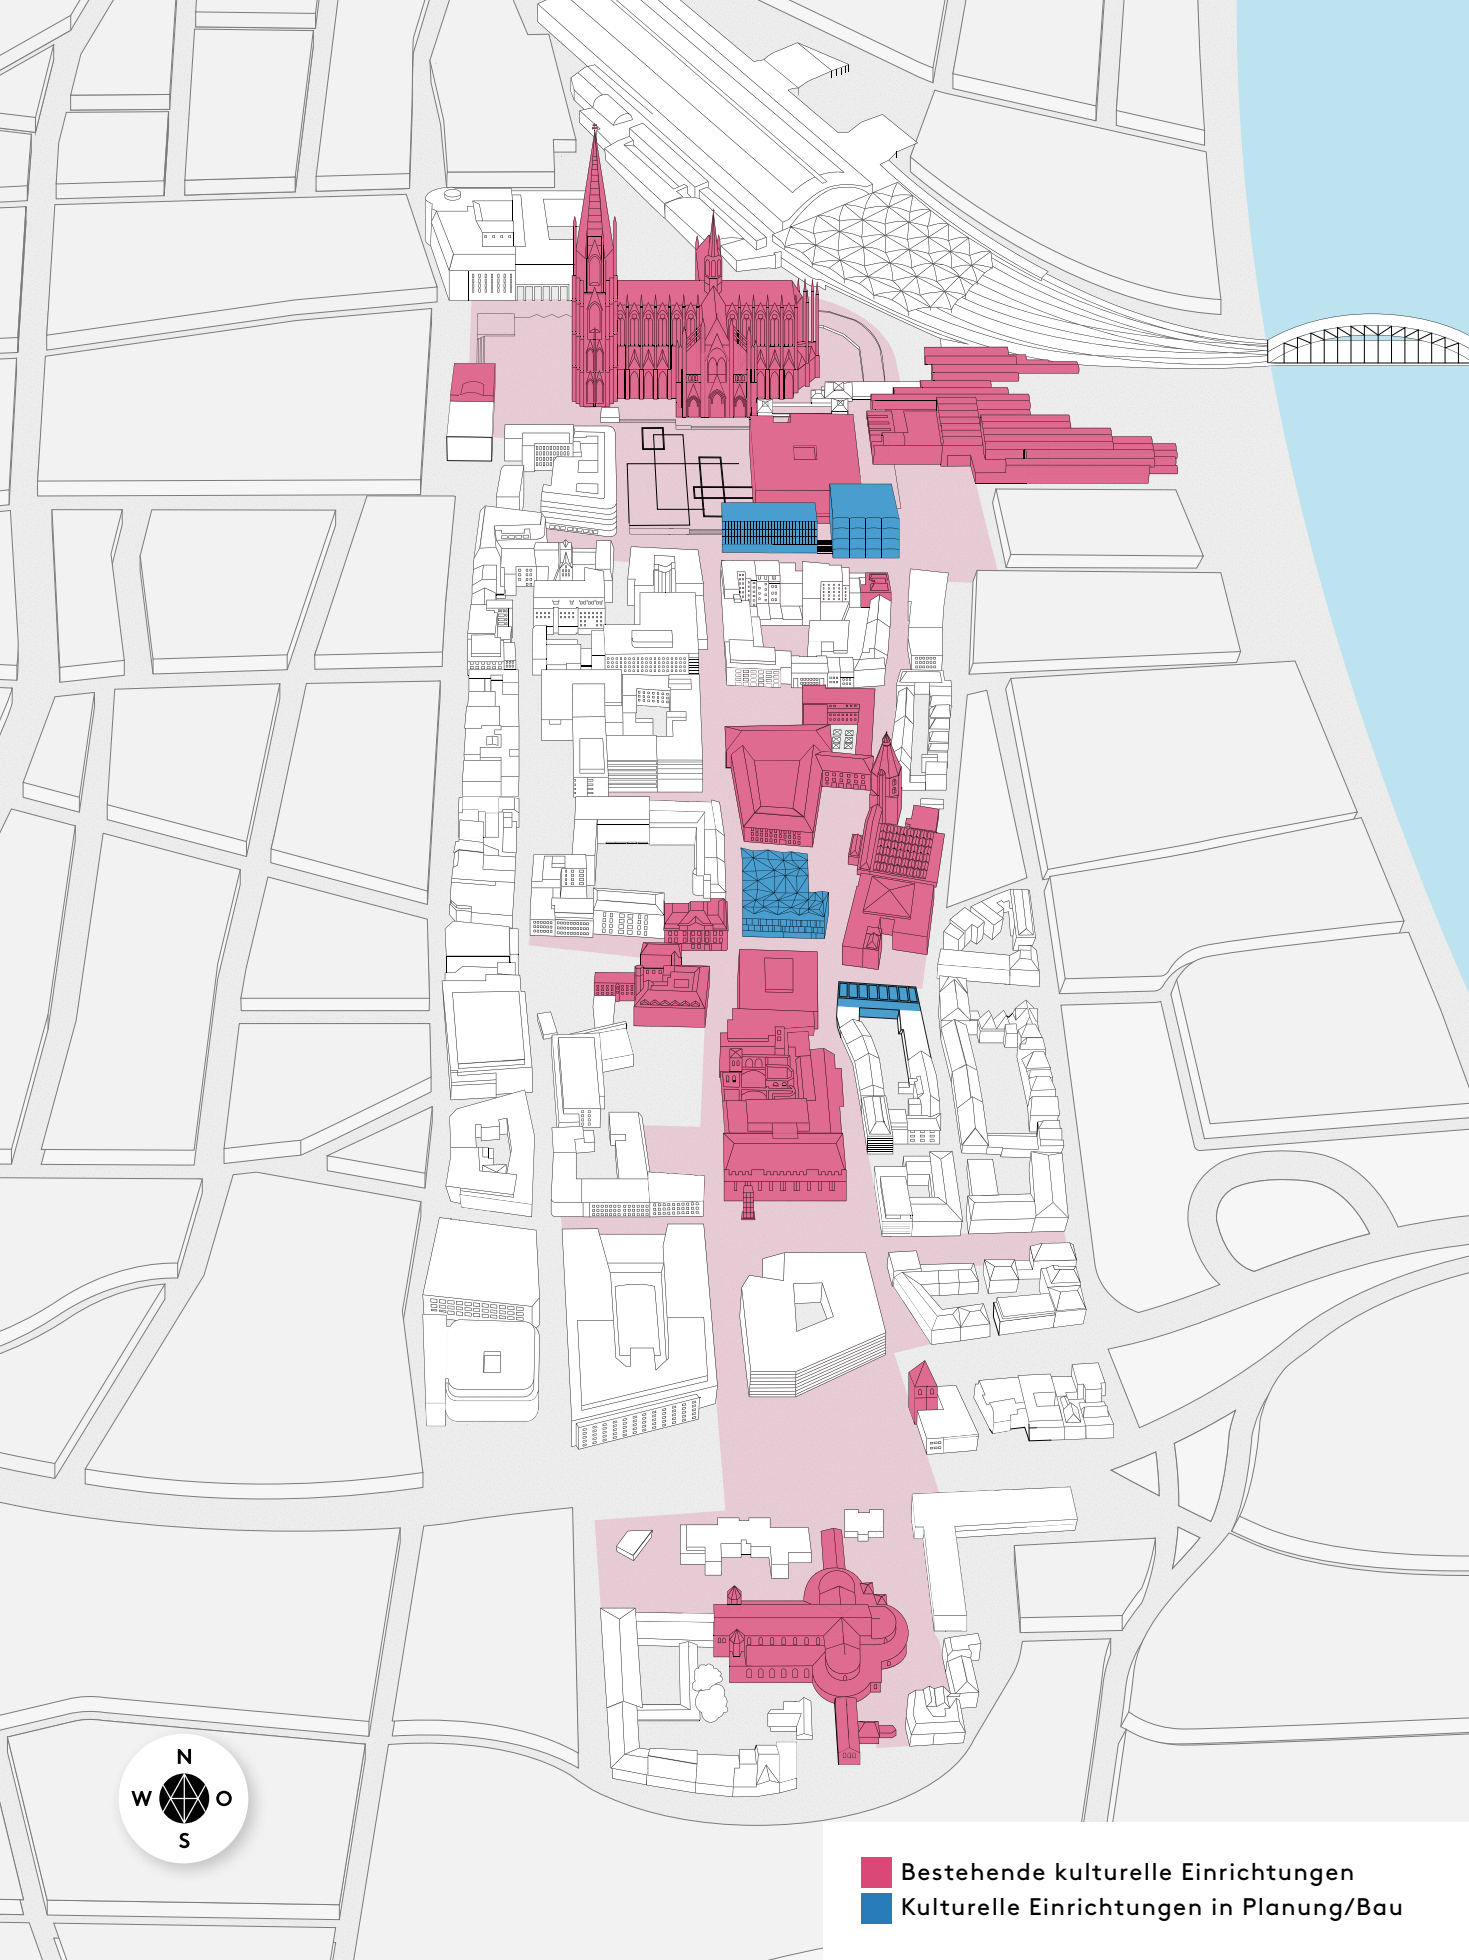 N
W O
S
Bestehende kulturelle Einrichtungen
Kulturelle Einrichtungen in Planung/Bau